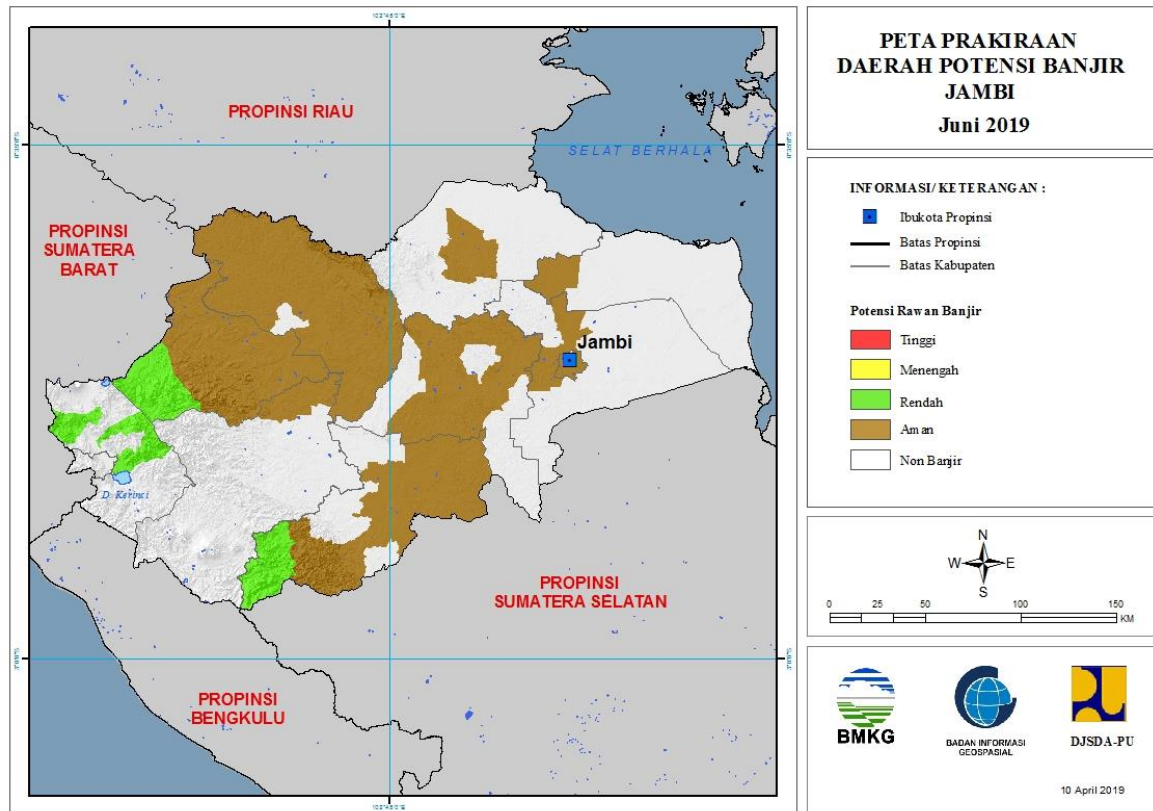 PETA PRAKIRAAN
DAERAH POTENSI BANJIR
JAMBI
Juni 2019
INFORMASI/ KETERANGAN :
Ibukota Propinsi
Batas Propinsi
Batas Kabupaten
Potensi Rawan Banjir
Tinggi
Menengah
Rendah
Aman
Non Banjir
N
W
E
S
0
25
50
100
150
KM
BMKG
BADAN INFORMASI
GEOSPASIAL
DJSDA-PU
10 April 2019
PROPINSI RIAU
SELAT BERHALA
PROPINSI
SUMATERA
BARAT
Jambi
D. Kerinci
PROPINSI
SUMATERA SELATAN
PROPINSI
BENGKULU